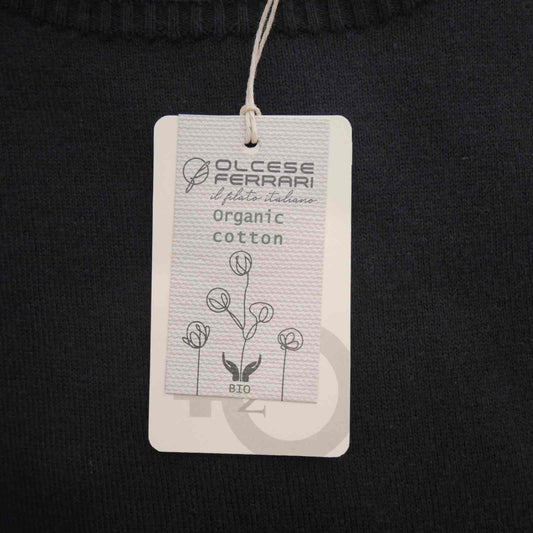 OLCESE
FERRARI
il filato italiano
Organic
cotton
BIO